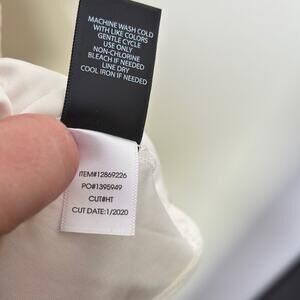 MACHINE WASH COLD
WITH LIKE COLORS
GENTLE CYCLE
USE ONLY
NON-CHLORINE
BLEACH IF NEEDED
LINE DRY
COOL IRON IF NEEDED
ITEM#12869226
PO#1395949
CUT#HT
CUT DATE:1/2020